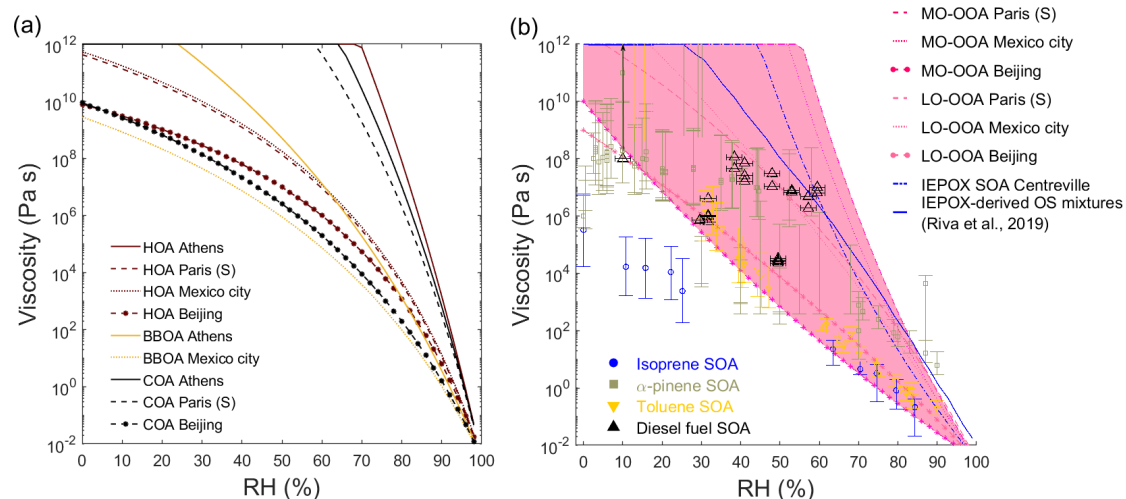 (a)
Viscosity (Pa s)
10^12
10^10
10^8
10^6
10^4
10^2
10^0
10^-2
HOA Athens
HOA Paris (S)
HOA Mexico city
HOA Beijing
BBOA Athens
BBOA Mexico city
COA Athens
COA Paris (S)
COA Beijing
0 10 20 30 40 50 60 70 80 90 100
RH (%)
(b)
Viscosity (Pa s)
10^12
10^10
10^8
10^6
10^4
10^2
10^0
10^-2
Isoprene SOA
α-pinene SOA
Toluene SOA
Diesel fuel SOA
0 10 20 30 40 50 60 70 80 90 100
RH (%)
MO-OOA Paris (S)
MO-OOA Mexico city
MO-OOA Beijing
LO-OOA Paris (S)
LO-OOA Mexico city
LO-OOA Beijing
IEPOX SOA Centreville
IEPOX-derived OS mixtures
(Riva et al., 2019)